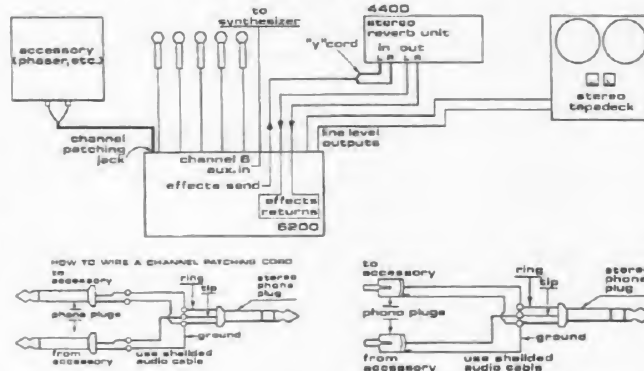 to
synthesizer
4400
stereo
reverb unit
in out
L R L R
"y"cord
accessory
(phaser,etc.)
stereo
tapedeck
channel
patching
jack
line level
outputs
channel 6
aux.in
effects send
effects
returns
6200
HOW TO WIRE A CHANNEL PATCHING CORD
to
accessory
ring
tip
stereo
phone
plug
phone plugs
ground
from
accessory
use sheilded
audio cable
to
accessory
ring
tip
stereo
phone
plug
phono plugs
ground
from
accessory
use shielded
audio cable